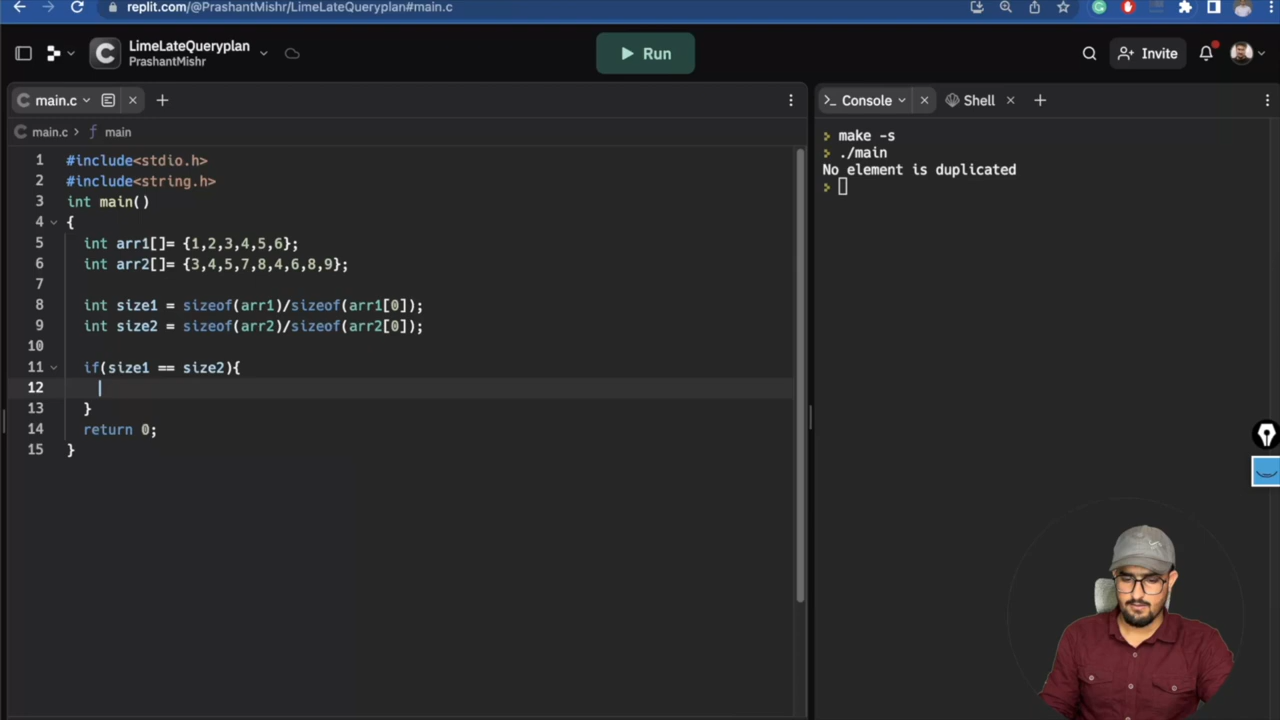 replit.com/@PrashantMishr/LimeLateQueryplan#main.c
LimeLateQueryplan
PrashantMishr
Run
Invite
main.c
Console
Shell
main.c > f main
1 #include<stdio.h>
2 #include<string.h>
3 int main()
4 {
5 int arr1[]= {1,2,3,4,5,6};
6 int arr2[]= {3,4,5,7,8,4,6,8,9};
7
8 int size1 = sizeof(arr1)/sizeof(arr1[0]);
9 int size2 = sizeof(arr2)/sizeof(arr2[0]);
10
11 if(size1 == size2){
12
13 }
14 return 0;
15 }
make -s
./main
No element is duplicated